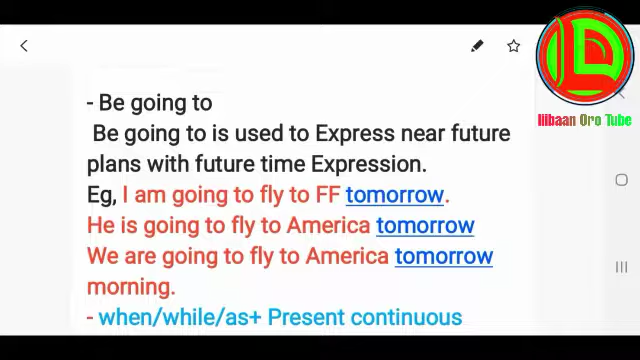 - Be going to
Be going to is used to Express near future
plans with future time Expression.
Eg, I am going to fly to FF tomorrow.
He is going to fly to America tomorrow
We are going to fly to America tomorrow
morning.
- when/while/as+ Present continuous
Ilibaan Oro Tube